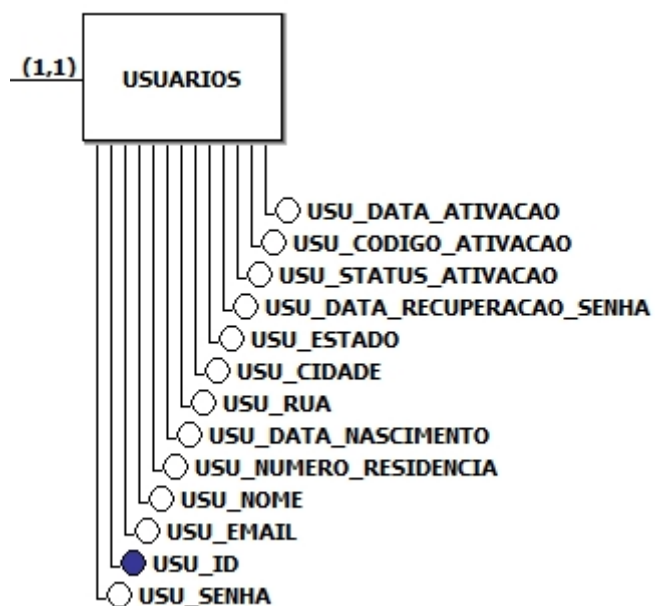 (1,1)
USUARIOS
USU_DATA_ATIVACAO
USU_CODIGO_ATIVACAO
USU_STATUS_ATIVACAO
USU_DATA_RECUPERACAO_SENHA
USU_ESTADO
USU_CIDADE
USU_RUA
USU_DATA_NASCIMENTO
USU_NUMERO_RESIDENCIA
USU_NOME
USU_EMAIL
USU_ID
USU_SENHA